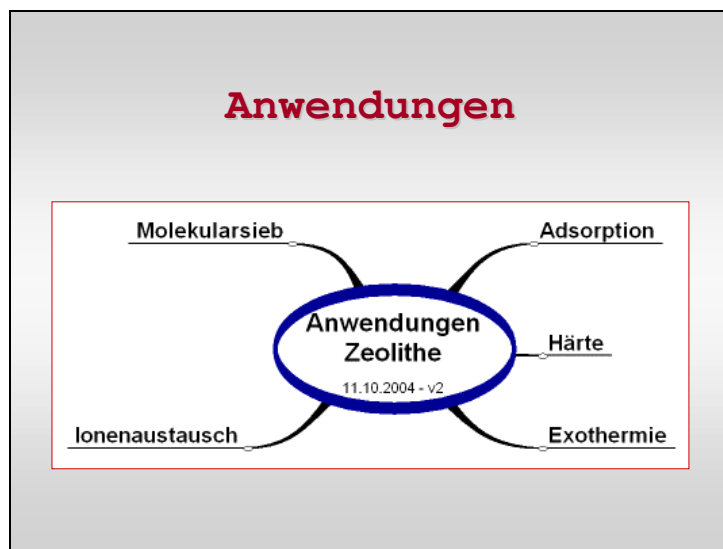 Anwendungen
Molekularsieb
Adsorption
Anwendungen
Zeolithe
11.10.2004 - v2
Härte
Ionenaustausch
Exothermie